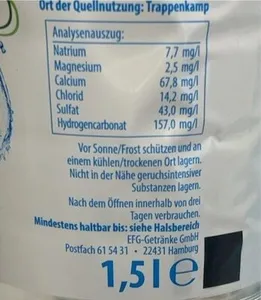 Ort der Quellnutzung: Trappenkamp
Analysenauszug:
Natrium 7,7 mg/l
Magnesium 2,5 mg/l
Calcium 67,8 mg/l
Chlorid 14,2 mg/l
Sulfat 43,0 mg/l
Hydrogencarbonat 157,0 mg/l
Vor Sonne/Frost schützen und an
einem kühlen/trockenen Ort lagern.
Nicht in der Nähe geruchsintensiver
Substanzen lagern.
Nach dem Öffnen innerhalb von drei
Tagen verbrauchen.
Mindestens haltbar bis: siehe Halsbereich
EFG-Getränke GmbH
Postfach 61 54 31 · 22431 Hamburg
1,5l e